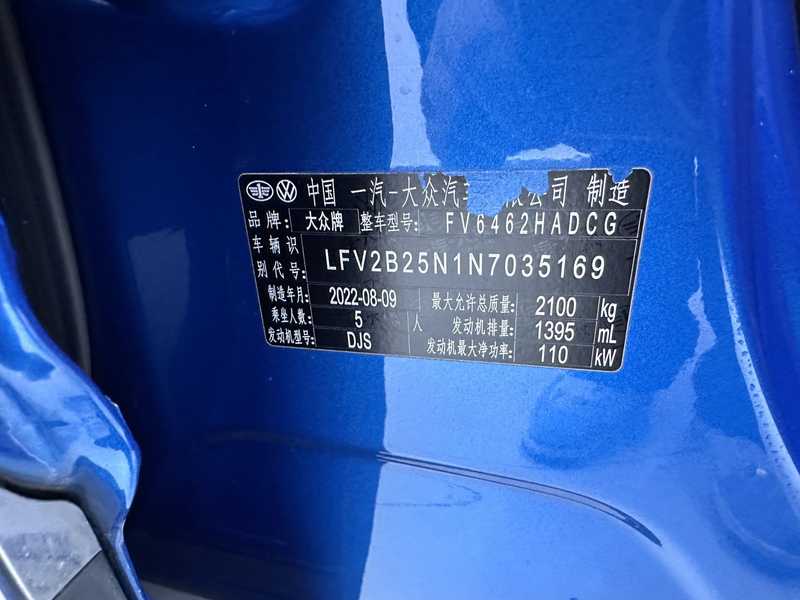 中国 一汽-大众汽车 限公司 制造
品牌: 大众牌 整车型号: FV6462HADCG
车辆识别代号: LFV2B25N1N7035169
制造年月: 2022-08-09 最大允许总质量: 2100 kg
乘坐人数: 5 人 发动机排量: 1395 mL
发动机型号: DJS 发动机最大净功率: 110 kW